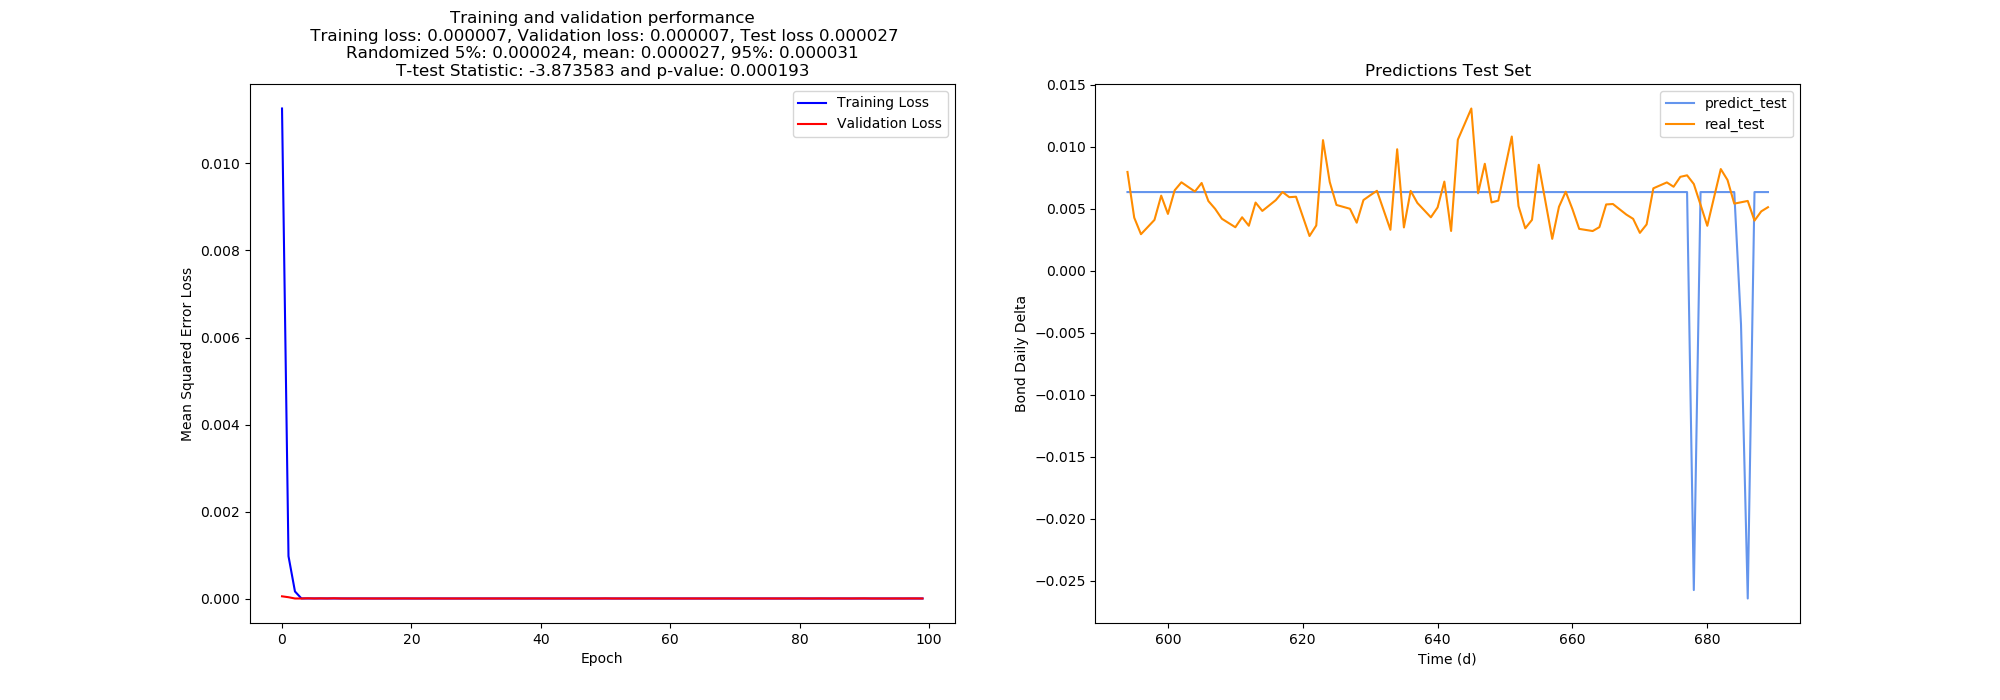 Training and validation performance
Training loss: 0.000007, Validation loss: 0.000007, Test loss 0.000027
Randomized 5%: 0.000024, mean: 0.000027, 95%: 0.000031
T-test Statistic: -3.873583 and p-value: 0.000193
Training Loss
Validation Loss
0.010
0.008
0.006
0.004
0.002
0.000
Mean Squared Error Loss
0 20 40 60 80 100
Epoch
Predictions Test Set
predict_test
real_test
0.015
0.010
0.005
0.000
−0.005
−0.010
−0.015
−0.020
−0.025
Bond Daily Delta
600 620 640 660 680
Time (d)